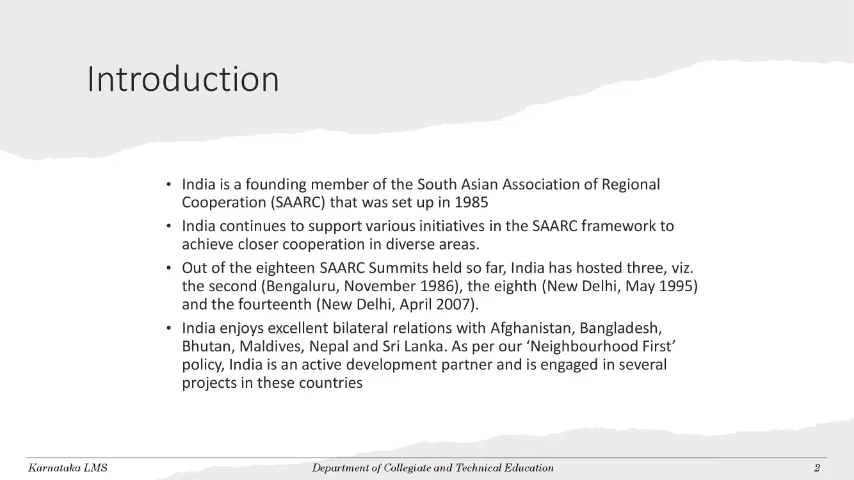 Introduction
• India is a founding member of the South Asian Association of Regional
Cooperation (SAARC) that was set up in 1985
• India continues to support various initiatives in the SAARC framework to
achieve closer cooperation in diverse areas.
• Out of the eighteen SAARC Summits held so far, India has hosted three, viz.
the second (Bengaluru, November 1986), the eighth (New Delhi, May 1995)
and the fourteenth (New Delhi, April 2007).
• India enjoys excellent bilateral relations with Afghanistan, Bangladesh,
Bhutan, Maldives, Nepal and Sri Lanka. As per our ‘Neighbourhood First’
policy, India is an active development partner and is engaged in several
projects in these countries
Karnataka LMS
Department of Collegiate and Technical Education
2